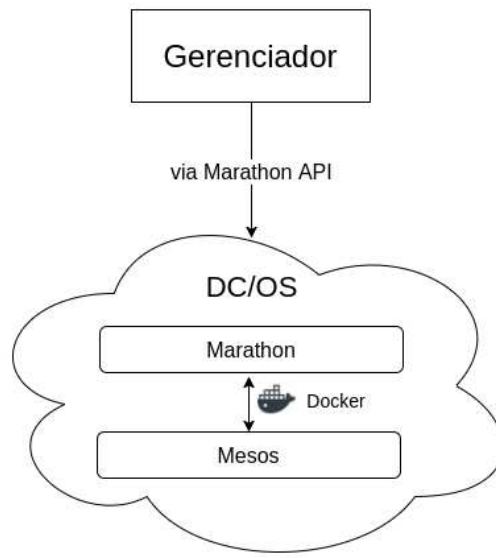 Gerenciador
via Marathon API
DC/OS
Marathon
Docker
Mesos